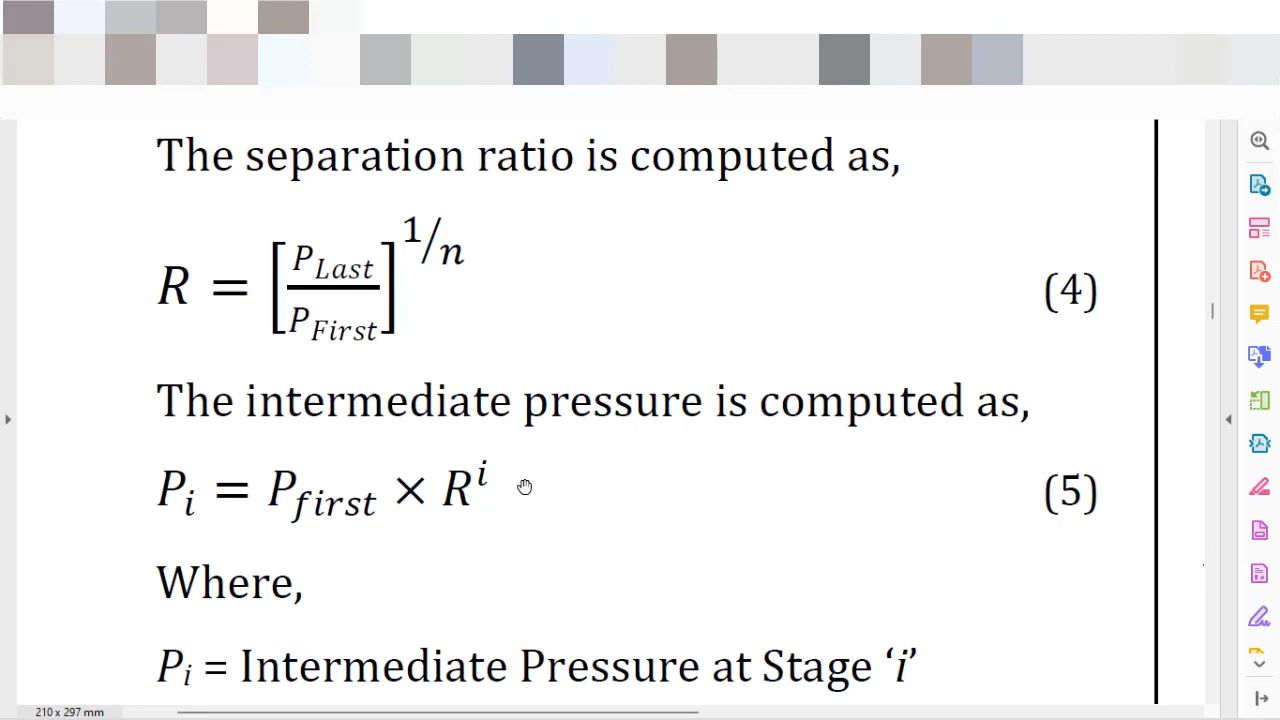 The separation ratio is computed as,
R = [P_Last / P_First]^1/n (4)
The intermediate pressure is computed as,
P_i = P_first × R^i (5)
Where,
P_i = Intermediate Pressure at Stage ‘i’
210 x 297 mm